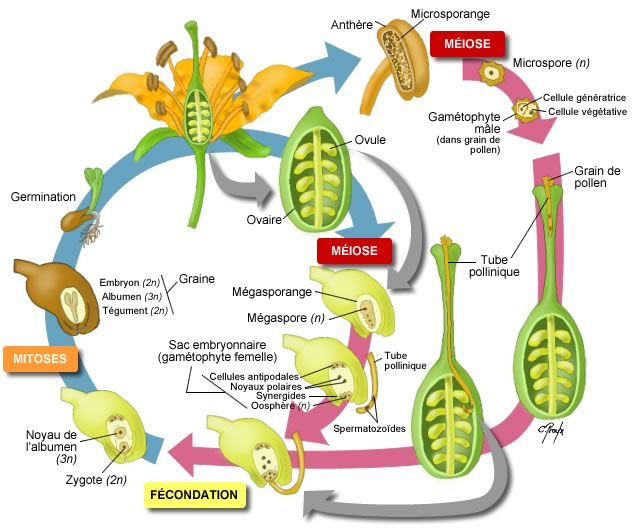 Anthère
Microsporange
MÉIOSE
Microspore (n)
Cellule génératrice
Cellule végétative
Gamétophyte
mâle
(dans grain de
pollen)
Ovule
Ovaire
Germination
Grain de
pollen
MÉIOSE
Tube
pollinique
Embryon (2n)
Albumen (3n)
Tégument (2n)
Graine
Mégasporange
Mégaspore (n)
MITOSES
Sac embryonnaire
(gamétophyte femelle)
Cellules antipodales
Noyaux polaires
Synergides
Oosphère (n)
Tube
pollinique
Spermatozoïdes
Noyau de
l'albumen
(3n)
Zygote (2n)
FÉCONDATION
C. Proulx